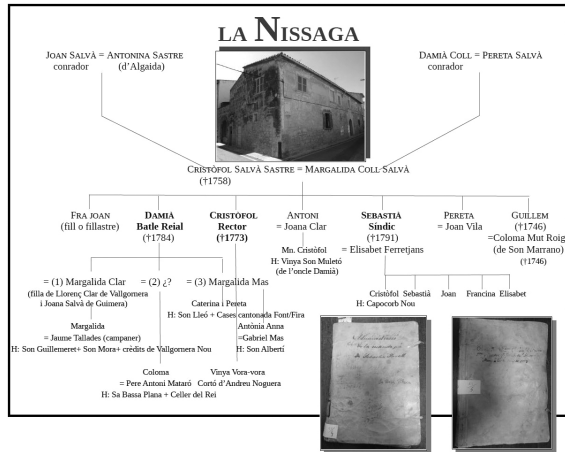 LA NISSAGA
JOAN SALVÀ = ANTONINA SASTRE
conrador (d'Algaida)
DAMIÀ COLL = PERETA SALVÀ
conrador
CRISTÒFOL SALVÀ SASTRE = MARGALIDA COLL SALVÀ
(†1758)
FRA JOAN
(fill o fillastre)
DAMIÀ
Batle Reial
(†1784)
CRISTÒFOL
Rector
(†1773)
ANTONI
= Joana Clar
Mn. Cristòfol
H: Vinya Son Muletó
(de l'oncle Damià)
SEBASTIÀ
Síndic
(†1791)
= Elisabet Ferretjans
PERETA
= Joan Vila
GUILLEM
(†1746)
=Coloma Mut Roig
(de Son Marrano)
(†1746)
= (1) Margalida Clar = (2) ¿? = (3) Margalida Mas
(filla de Llorenç Clar de Vallgornera
i Joana Salvà de Guimera)
Caterina i Pereta
H: Son Lleó + Cases cantonada Font/Fira
Cristòfol Sebastià Joan Francina Elisabet
H: Capocorb Nou
Margalida
= Jaume Tallades (campaner)
H: Son Guillemeret+ Son Mora+ crèdits de Vallgornera Nou
Antònia Anna
=Gabriel Mas
H: Son Albertí
Coloma
= Pere Antoni Mataró
H: Sa Bassa Plana + Celler del Rei
Vinya Vora-vora
Cortó d'Andreu Noguera